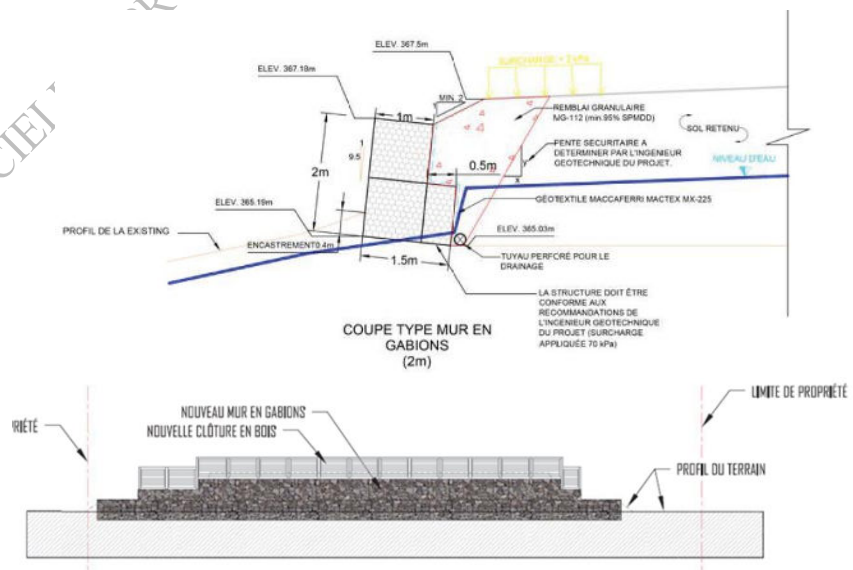 ELEV. 367.5m
ELEV. 367.18m
SURCHARGE = 3 kPa
MIN. 2
1m
REMBLAI GRANULAIRE
MG-112 (min.95% SPMDD)
SOL RETENU
1
9.5
2m
0.5m
PENTE SECURITAIRE A
DETERMINER PAR L'INGENIEUR
GEOTECHNIQUE DU PROJET.
Y
X
NIVEAU D'EAU
ELEV. 365.19m
GÉOTEXTILE MACCAFERRI MACTEX MX-225
PROFIL DE LA EXISTING
ELEV. 365.03m
ENCASTREMENT0.4m
1.5m
TUYAU PERFORÉ POUR LE
DRAINAGE
LA STRUCTURE DOIT ÊTRE
CONFORME AUX
RECOMMANDATIONS DE
L'INGENIEUR GEOTECHNIQUE
DU PROJET (SURCHARGE
APPLIQUÉE 70 kPa)
COUPE TYPE MUR EN
GABIONS
(2m)
LIMITE DE PROPRIÉTÉ
NOUVEAU MUR EN GABIONS
RIÉTÉ
NOUVELLE CLÔTURE EN BOIS
PROFIL DU TERRAIN